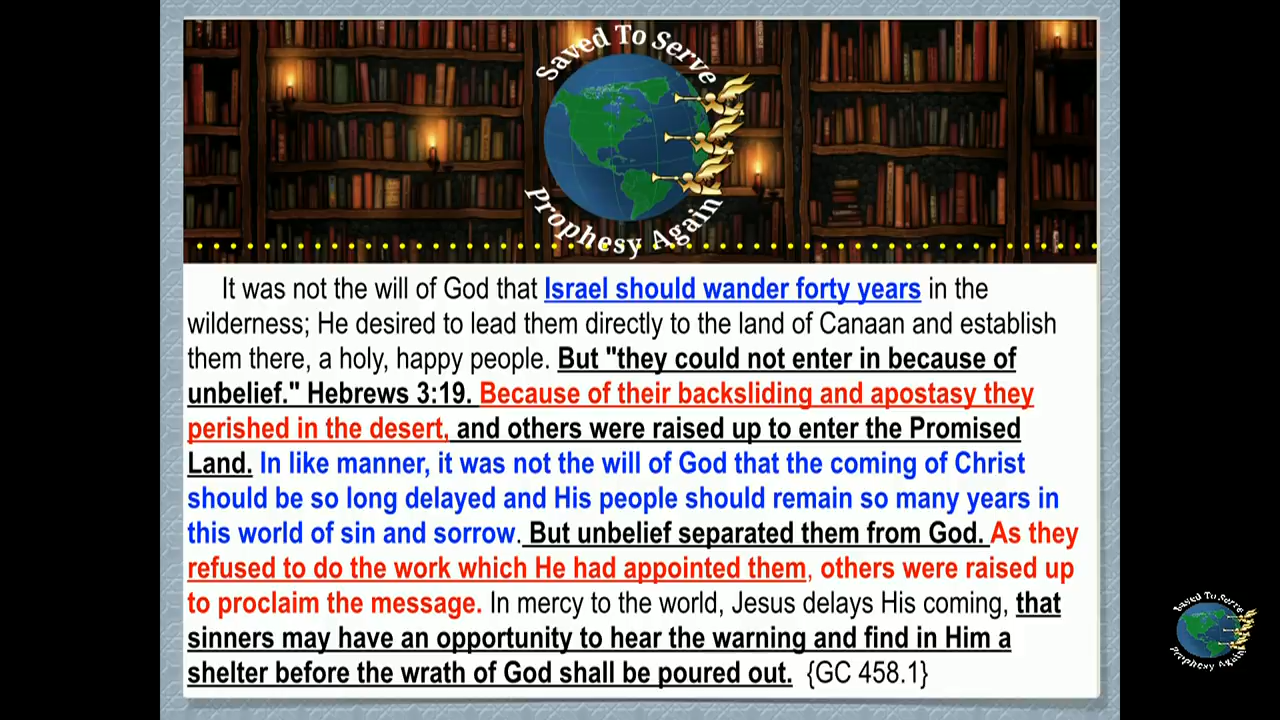 Saved To Serve
Prophesy Again
It was not the will of God that Israel should wander forty years in the
wilderness; He desired to lead them directly to the land of Canaan and establish
them there, a holy, happy people. But "they could not enter in because of
unbelief." Hebrews 3:19. Because of their backsliding and apostasy they
perished in the desert, and others were raised up to enter the Promised
Land. In like manner, it was not the will of God that the coming of Christ
should be so long delayed and His people should remain so many years in
this world of sin and sorrow. But unbelief separated them from God. As they
refused to do the work which He had appointed them, others were raised up
to proclaim the message. In mercy to the world, Jesus delays His coming, that
sinners may have an opportunity to hear the warning and find in Him a
shelter before the wrath of God shall be poured out. {GC 458.1}
Saved To Serve
Prophesy Again